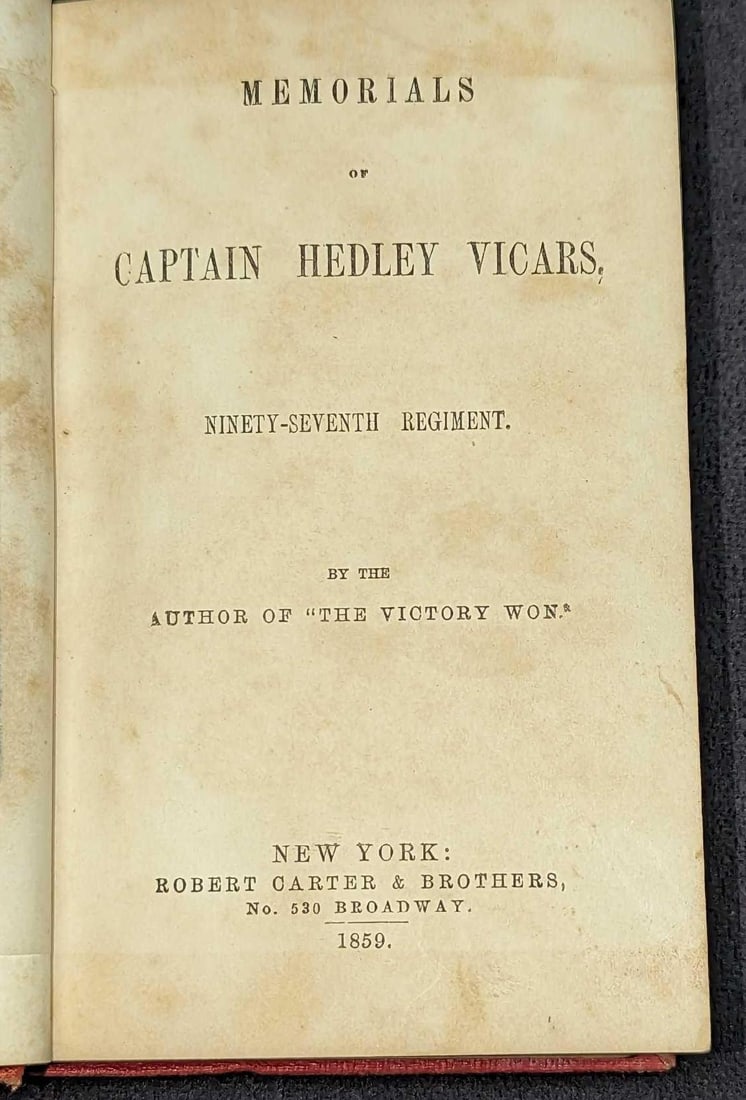 MEMORIALS
OF
CAPTAIN HEDLEY VICARS,
NINETY-SEVENTH REGIMENT.
BY THE
AUTHOR OF "THE VICTORY WON."
NEW YORK:
ROBERT CARTER & BROTHERS,
No. 530 BROADWAY.
1859.